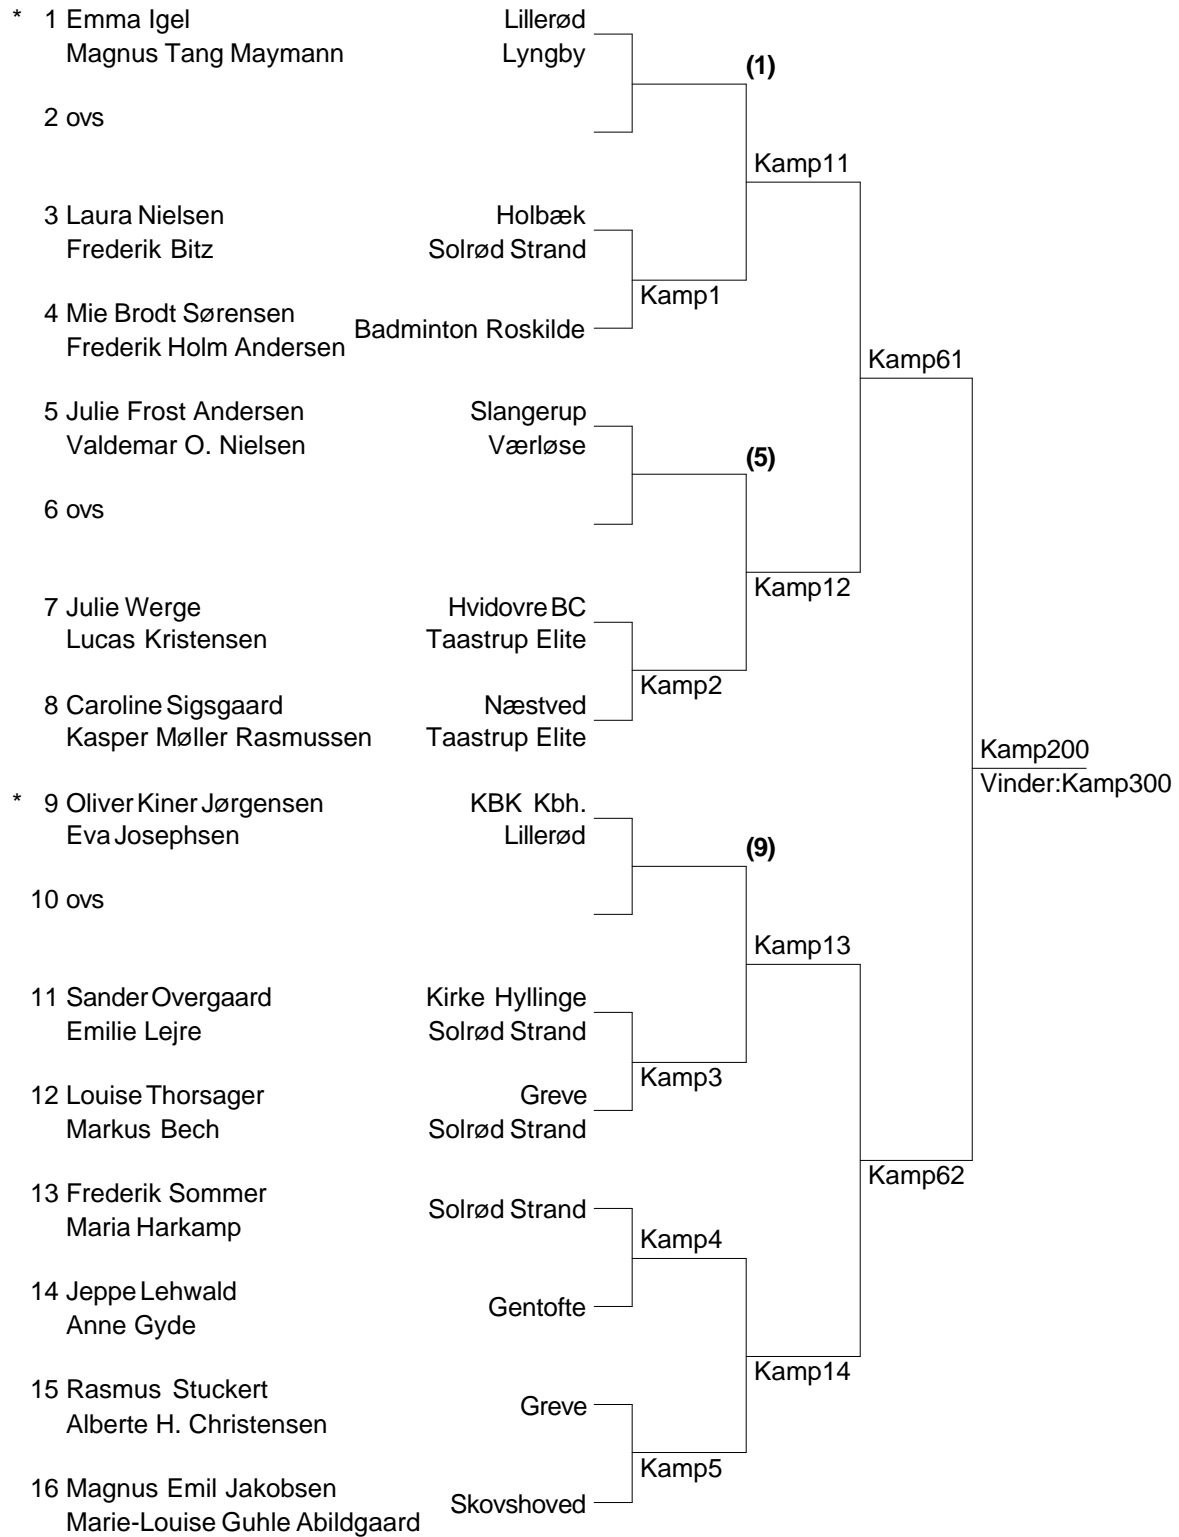 * 1 Emma Igel Lillerød
Magnus Tang Maymann Lyngby
(1)
2 ovs
Kamp11
3 Laura Nielsen Holbæk
Frederik Bitz Solrød Strand
Kamp1
4 Mie Brodt Sørensen
Badminton Roskilde
Frederik Holm Andersen
Kamp61
5 Julie Frost Andersen Slangerup
Valdemar O. Nielsen Værløse
(5)
6 ovs
Kamp12
7 Julie Werge Hvidovre BC
Lucas Kristensen Taastrup Elite
Kamp2
8 Caroline Sigsgaard Næstved
Kasper Møller Rasmussen Taastrup Elite
Kamp200
Vinder:Kamp300
* 9 Oliver Kiner Jørgensen KBK Kbh.
Eva Josephsen Lillerød
(9)
10 ovs
Kamp13
11 Sander Overgaard Kirke Hyllinge
Emilie Lejre Solrød Strand
Kamp3
12 Louise Thorsager Greve
Markus Bech Solrød Strand
Kamp62
13 Frederik Sommer
Solrød Strand
Maria Harkamp
Kamp4
14 Jeppe Lehwald
Gentofte
Anne Gyde
Kamp14
15 Rasmus Stuckert
Greve
Alberte H. Christensen
Kamp5
16 Magnus Emil Jakobsen
Skovshoved
Marie-Louise Guhle Abildgaard